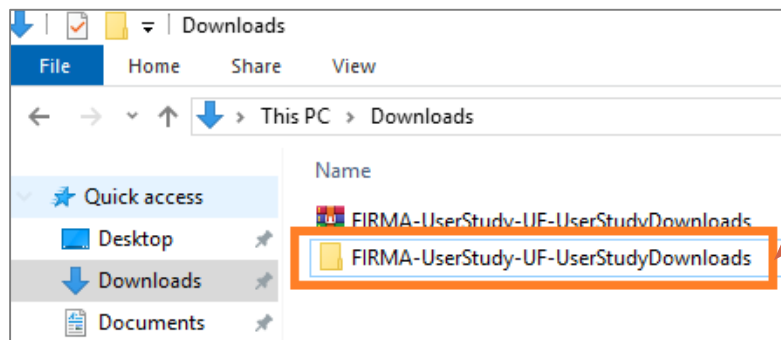 Downloads
File Home Share View
This PC > Downloads
Name
Quick access
FIRMA-UserStudy-UF-UserStudyDownloads
Desktop
FIRMA-UserStudy-UF-UserStudyDownloads
Downloads
Documents